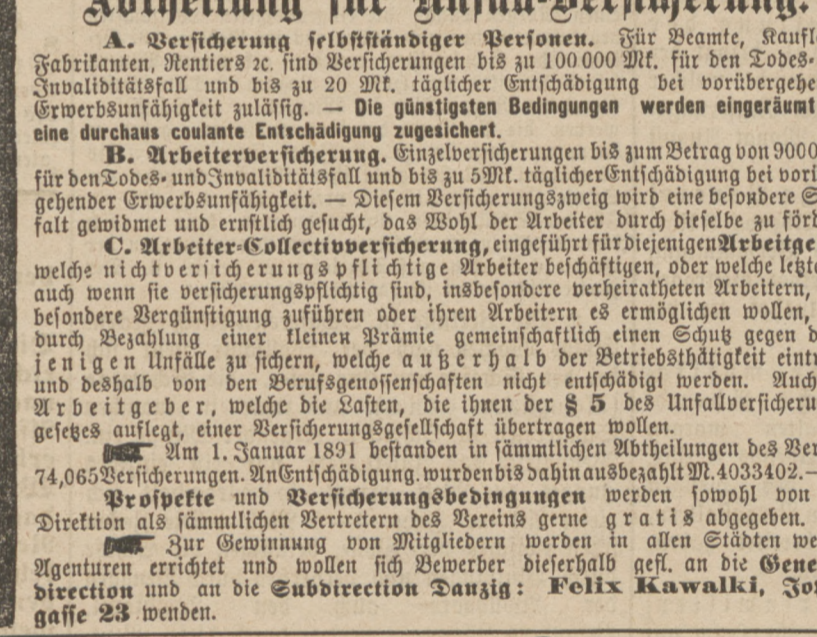 Abtheilung für Unfall-Versicherung.
A. Versicherung selbstständiger Personen. Für Beamte, Kaufl
Fabrikanten, Rentiers ꝛc. sind Versicherungen bis zu 100 000 Mk. für den Todes-
Invaliditätsfall und bis zu 20 Mk. täglicher Entschädigung bei vorübergehe
Erwerbsunfähigkeit zulässig. — Die günstigsten Bedingungen werden eingeräumt
eine durchaus coulante Entschädigung zugesichert.
B. Arbeiterversicherung. Einzelversicherungen bis zum Betrag von 9000
für den Todes- und Invaliditätsfall und bis zu 5 Mk. täglicher Entschädigung bei vorü
gehender Erwerbsunfähigkeit. — Diesem Versicherungszweig wird eine besondere S
falt gewidmet und ernstlich gesucht, das Wohl der Arbeiter durch dieselbe zu förd
C. Arbeiter-Collectivversicherung, eingeführt für diejenigen Arbeitge
welche nichtversicherungspflichtige Arbeiter beschäftigen, oder welche letzte
auch wenn sie versicherungspflichtig sind, insbesondere verheiratheten Arbeitern,
besondere Vergünstigung zuführen oder ihren Arbeitern es ermöglichen wollen,
durch Bezahlung einer kleinen Prämie gemeinschaftlich einen Schutz gegen d
jenigen Unfälle zu sichern, welche außerhalb der Betriebsthätigkeit eintr
und deshalb von den Berufsgenossenschaften nicht entschädigt werden. Auch
Arbeitgeber, welche die Lasten, die ihnen der § 5 des Unfallversicheru
gesetzes auflegt, einer Versicherungsgesellschaft übertragen wollen.
Am 1. Januar 1891 bestanden in sämmtlichen Abtheilungen des Ver
74,065 Versicherungen. An Entschädigung. wurden bis dahin ausbezahlt M. 4033402.—
Prospekte und Versicherungsbedingungen werden sowohl von
Direktion als sämmtlichen Vertretern des Vereins gerne gratis abgegeben.
Zur Gewinnung von Mitgliedern werden in allen Städten we
Agenturen errichtet nnd wollen sich Bewerber dieserhalb gefl. an die Gene
direction und an die Subdirection Danzig: Felix Kawalki, Jo
gasse 23 wenden.